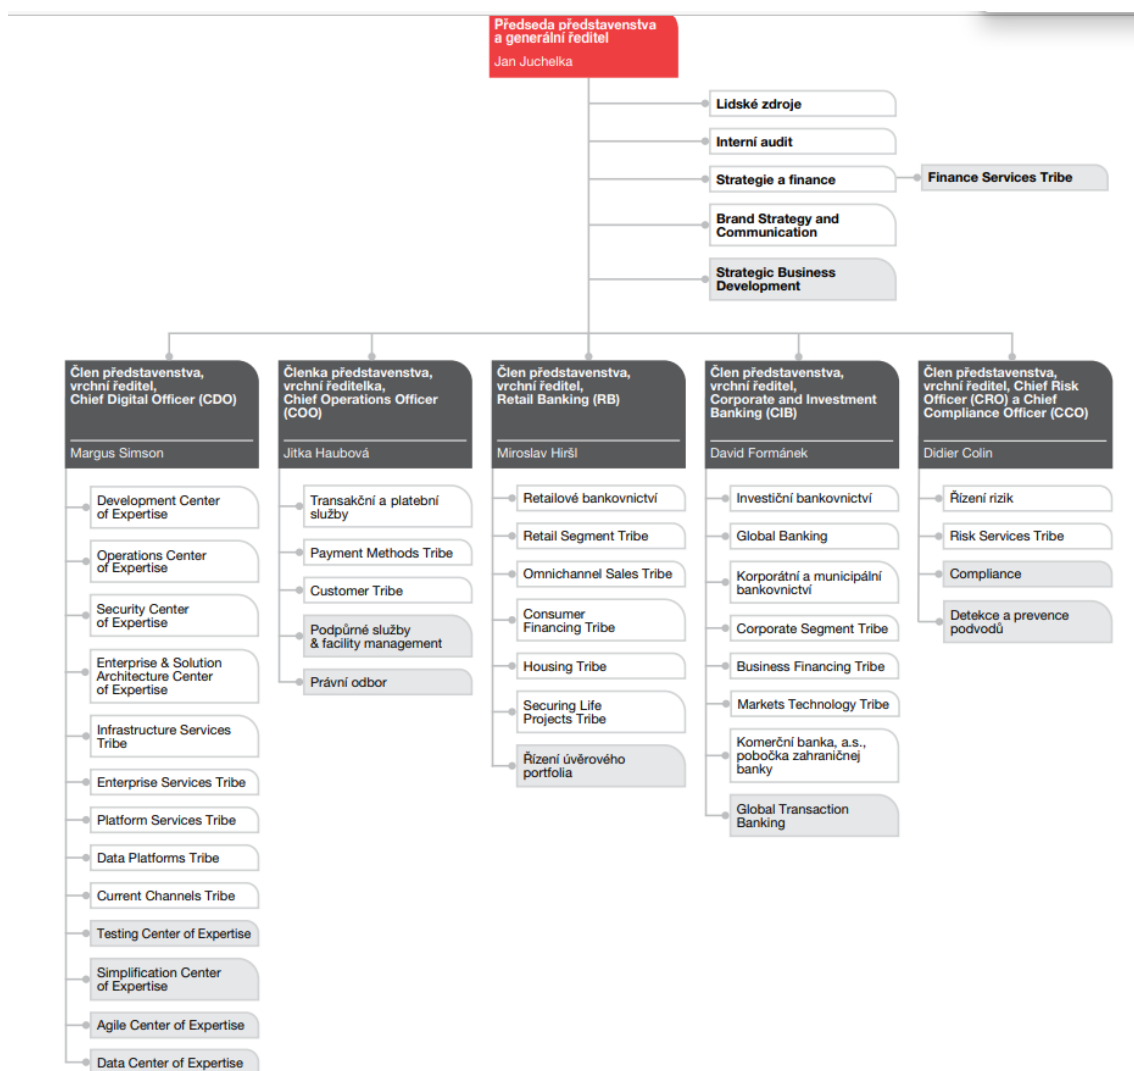 Předseda představenstva
a generální ředitel
Jan Juchelka
Lidské zdroje
Interní audit
Strategie a finance
Finance Services Tribe
Brand Strategy and
Communication
Strategic Business
Development
Člen představenstva,
vrchní ředitel,
Chief Digital Officer (CDO)
Margus Simson
Development Center
of Expertise
Operations Center
of Expertise
Security Center
of Expertise
Enterprise & Solution
Architecture Center
of Expertise
Infrastructure Services
Tribe
Enterprise Services Tribe
Platform Services Tribe
Data Platforms Tribe
Current Channels Tribe
Testing Center of Expertise
Simplification Center
of Expertise
Agile Center of Expertise
Data Center of Expertise
Členka představenstva,
vrchní ředitelka,
Chief Operations Officer
(COO)
Jitka Haubová
Transakční a platební
služby
Payment Methods Tribe
Customer Tribe
Podpůrné služby
& facility management
Právní odbor
Člen představenstva,
vrchní ředitel,
Retail Banking (RB)
Miroslav Hiršl
Retailové bankovnictví
Retail Segment Tribe
Omnichannel Sales Tribe
Consumer
Financing Tribe
Housing Tribe
Securing Life
Projects Tribe
Řízení úvěrového
portfolia
Člen představenstva,
vrchní ředitel,
Corporate and Investment
Banking (CIB)
David Formánek
Investiční bankovnictví
Global Banking
Korporátní a municipální
bankovnictví
Corporate Segment Tribe
Business Financing Tribe
Markets Technology Tribe
Komerční banka, a.s.,
pobočka zahraničnej
banky
Global Transaction
Banking
Člen představenstva,
vrchní ředitel, Chief Risk
Officer (CRO) a Chief
Compliance Officer (CCO)
Didier Colin
Řízení rizik
Risk Services Tribe
Compliance
Detekce a prevence
podvodů